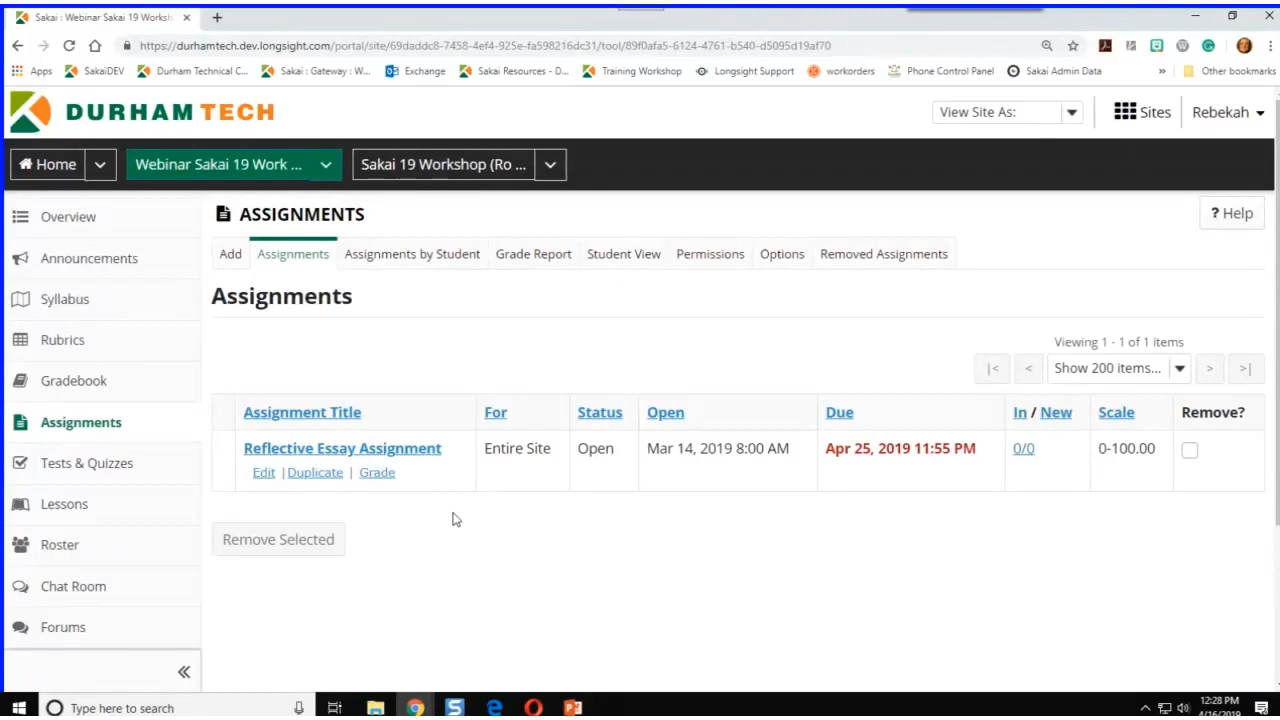 Sakai : Webinar Sakai 19 Worksh
https://durhamtech.dev.longsight.com/portal/site/69daddc8-7458-4ef4-925e-fa598216dc31/tool/89f0afa5-6124-4761-b540-d5095d19af70
Apps SakaiDEV Durham Technical C... Sakai : Gateway : W... Exchange Sakai Resources - D... Training Workshop Longsight Support workorders Phone Control Panel Sakai Admin Data » Other bookmarks
DURHAM TECH View Site As: Sites Rebekah
Home Webinar Sakai 19 Work ... Sakai 19 Workshop (Ro ...
Overview
Announcements
Syllabus
Rubrics
Gradebook
Assignments
Tests & Quizzes
Lessons
Roster
Chat Room
Forums
ASSIGNMENTS ? Help
Add Assignments Assignments by Student Grade Report Student View Permissions Options Removed Assignments
Assignments
Viewing 1 - 1 of 1 items
|< < Show 200 items... > >|
Assignment Title For Status Open Due In / New Scale Remove?
Reflective Essay Assignment Entire Site Open Mar 14, 2019 8:00 AM Apr 25, 2019 11:55 PM 0/0 0-100.00
Edit | Duplicate | Grade
Remove Selected
Type here to search
12:28 PM
4/16/2019